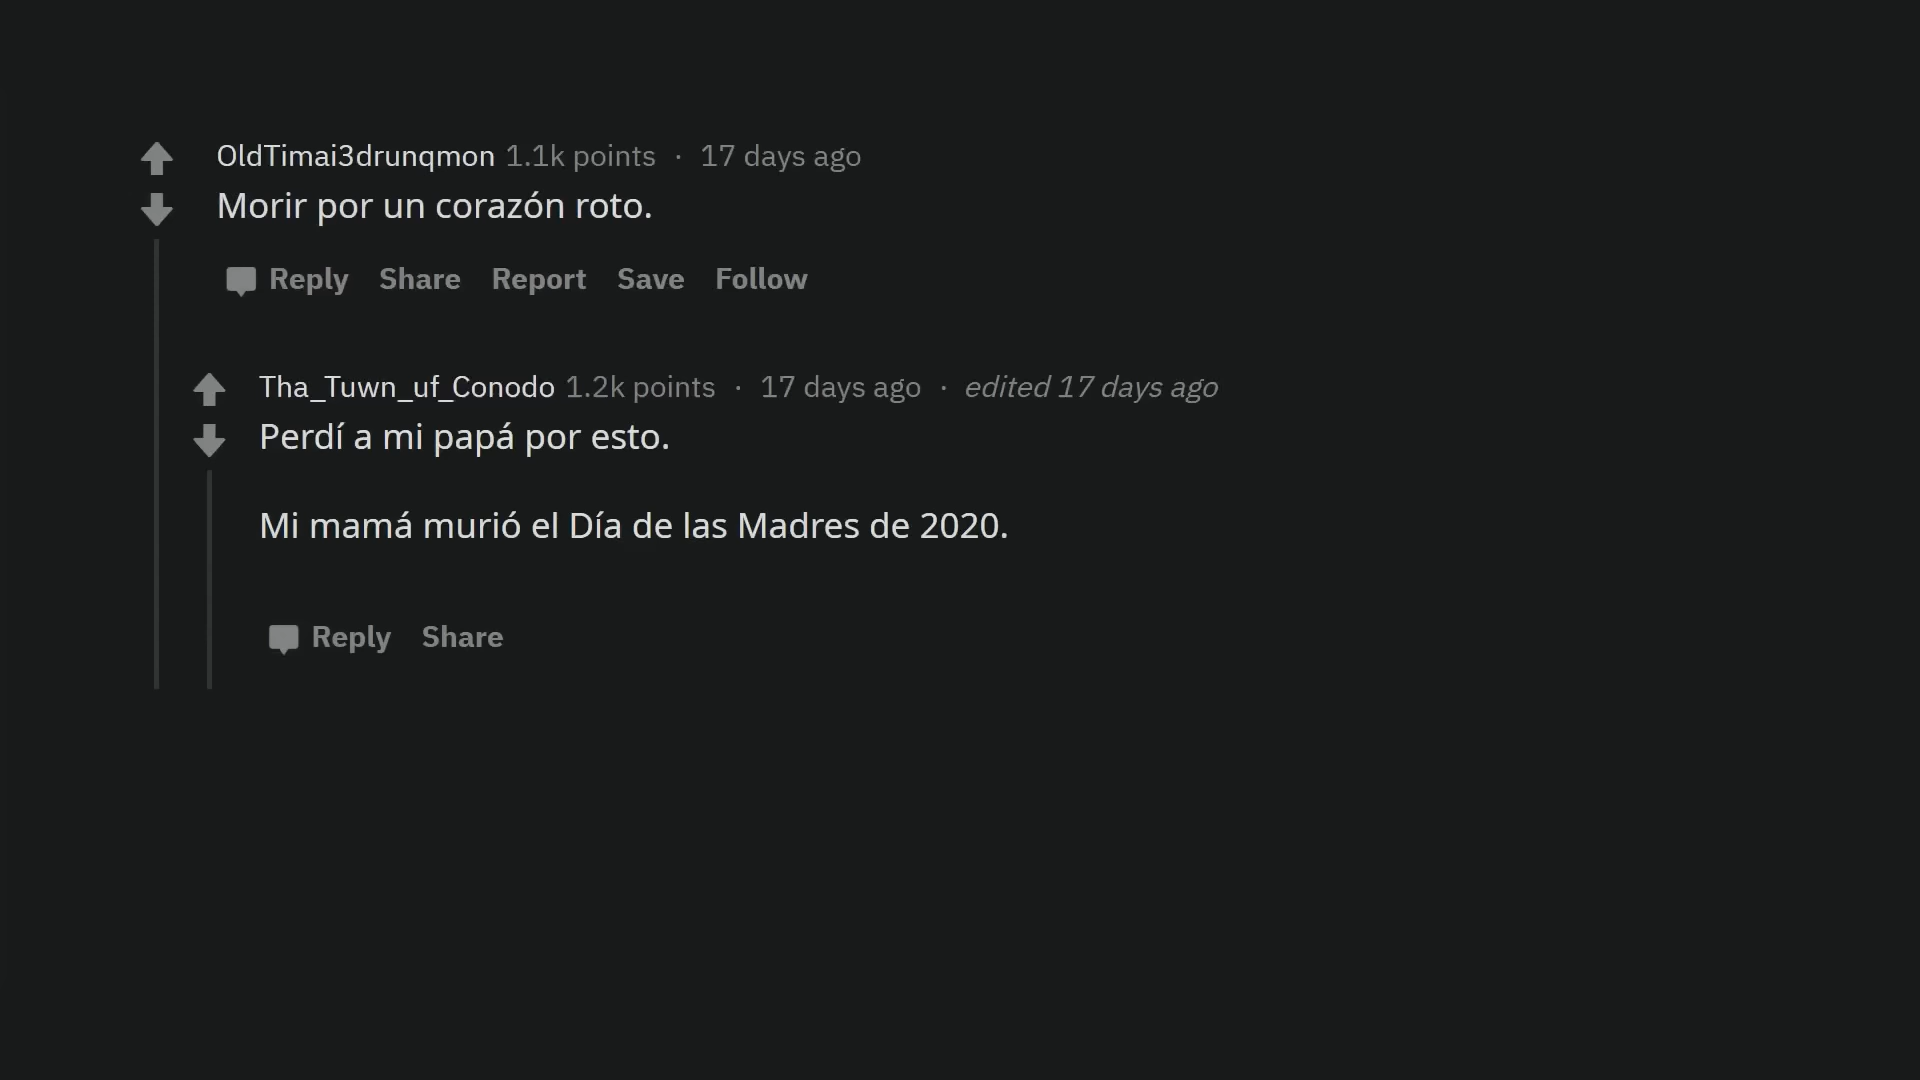 OldTimai3drunqmon 1.1k points · 17 days ago
Morir por un corazón roto.
Reply Share Report Save Follow
Tha_Tuwn_uf_Conodo 1.2k points · 17 days ago · edited 17 days ago
Perdí a mi papá por esto.
Mi mamá murió el Día de las Madres de 2020.
Reply Share